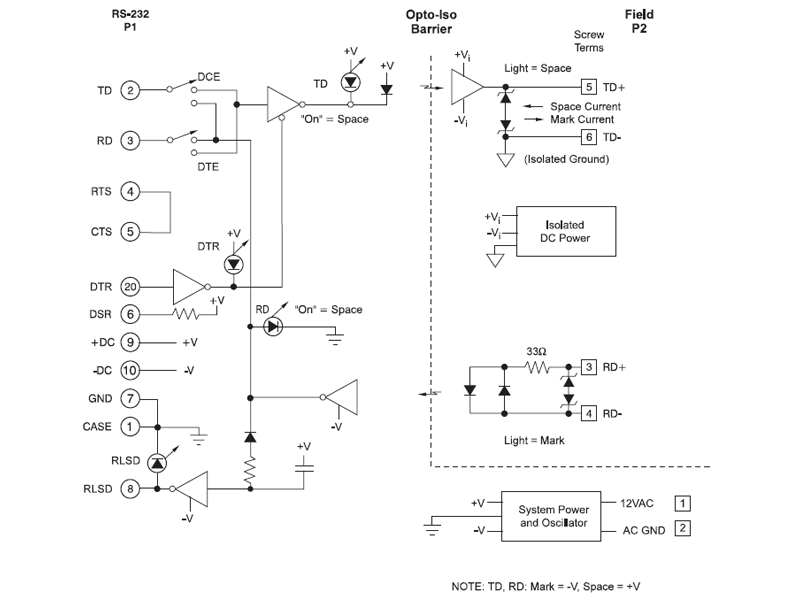 RS-232
P1
Opto-Iso
Barrier
Field
P2
Screw
Terms
TD 2
DCE
TD
+V
+V
"On" = Space
+Vi
-Vi
Light = Space
5 TD+
Space Current
Mark Current
6 TD-
(Isolated Ground)
RD 3
DTE
RTS 4
CTS 5
+Vi
-Vi
Isolated
DC Power
DTR
+V
DTR 20
DSR 6
+V
RD
"On" = Space
+DC 9 +V
-DC 10 -V
33Ω
3 RD+
4 RD-
Light = Mark
GND 7
-V
CASE 1
RLSD
+V
RLSD 8
-V
+V
-V
System Power
and Oscillator
12VAC 1
AC GND 2
NOTE: TD, RD: Mark = -V, Space = +V